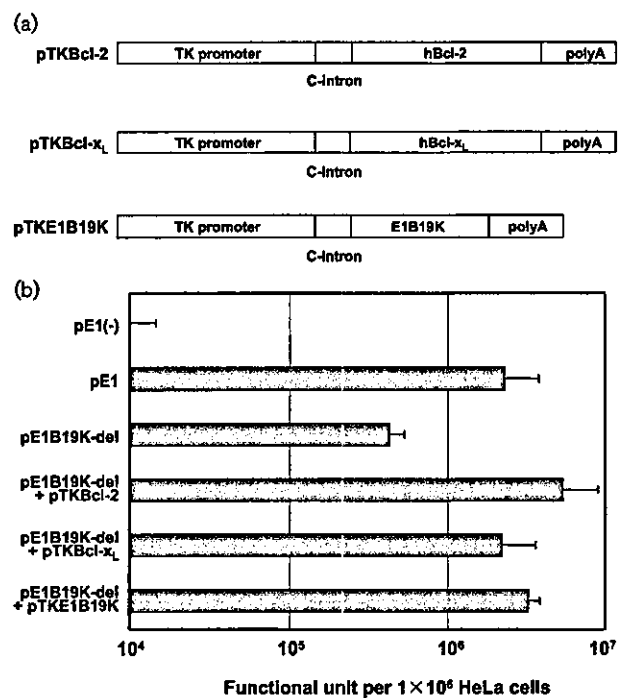 (a)
pTKBcl-2 TK promoter hBcl-2 polyA
C-intron
pTKBcl-xL TK promoter hBcl-xL polyA
C-intron
pTKE1B19K TK promoter E1B19K polyA
C-intron
(b)
pE1(-)
pE1
pE1B19K-del
pE1B19K-del
+ pTKBcl-2
pE1B19K-del
+ pTKBcl-xL
pE1B19K-del
+ pTKE1B19K
10⁴ 10⁵ 10⁶ 10⁷
Functional unit per 1×10⁶ HeLa cells